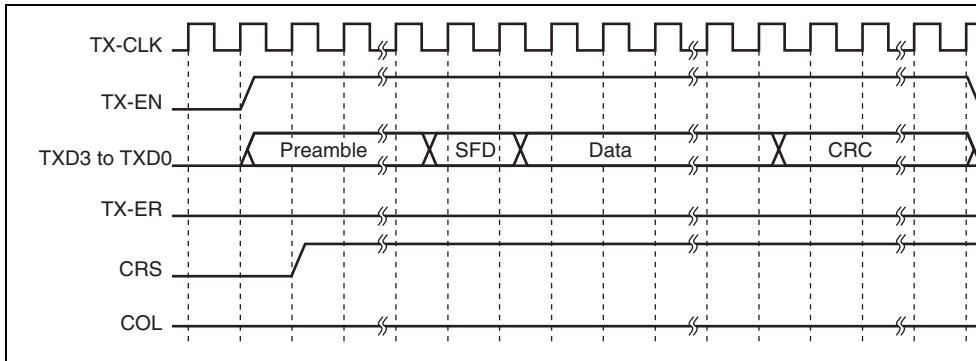 TX-CLK
TX-EN
TXD3 to TXD0 Preamble SFD Data CRC
TX-ER
CRS
COL